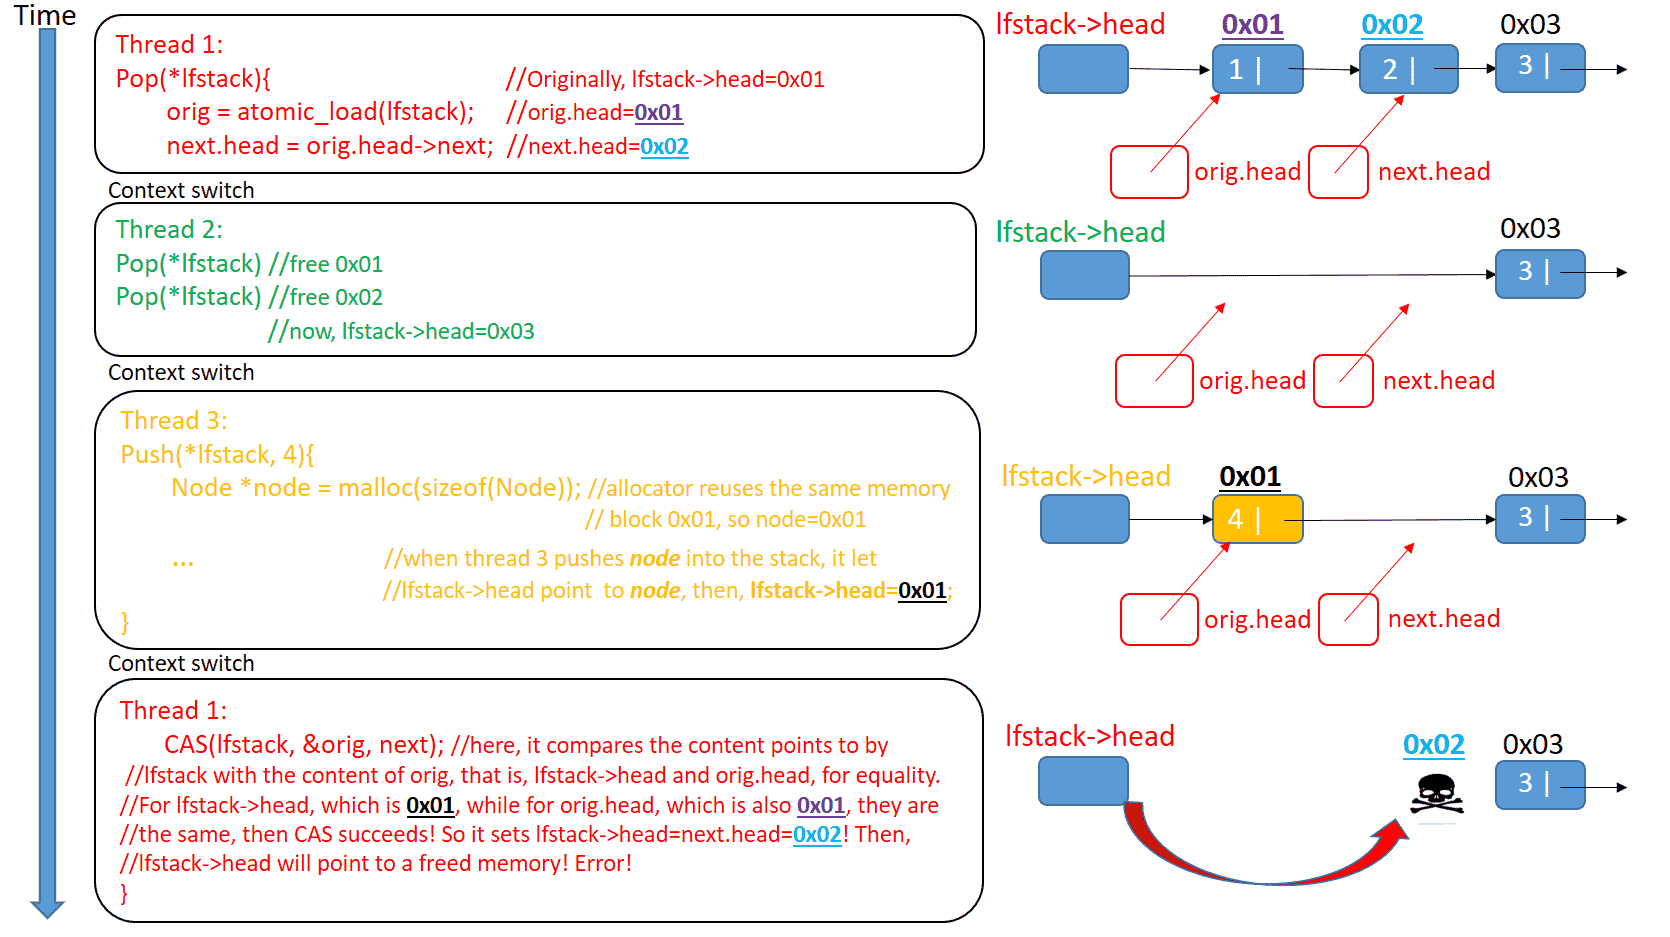 Time
Thread 1:
Pop(*lfstack){ //Originally, lfstack->head=0x01
orig = atomic_load(lfstack); //orig.head=0x01
next.head = orig.head->next; //next.head=0x02
lfstack->head 0x01 0x02 0x03
1 | 2 | 3 |
orig.head next.head
Context switch
Thread 2:
Pop(*lfstack) //free 0x01
Pop(*lfstack) //free 0x02
//now, lfstack->head=0x03
lfstack->head 0x03
3 |
orig.head next.head
Context switch
Thread 3:
Push(*lfstack, 4){
Node *node = malloc(sizeof(Node)); //allocator reuses the same memory
// block 0x01, so node=0x01
... //when thread 3 pushes node into the stack, it let
//lfstack->head point to node, then, lfstack->head=0x01;
}
lfstack->head 0x01 0x03
4 | 3 |
orig.head next.head
Context switch
Thread 1:
CAS(lfstack, &orig, next); //here, it compares the content points to by
//lfstack with the content of orig, that is, lfstack->head and orig.head, for equality.
//For lfstack->head, which is 0x01, while for orig.head, which is also 0x01, they are
//the same, then CAS succeeds! So it sets lfstack->head=next.head=0x02! Then,
//lfstack->head will point to a freed memory! Error!
}
lfstack->head 0x02 0x03
3 |